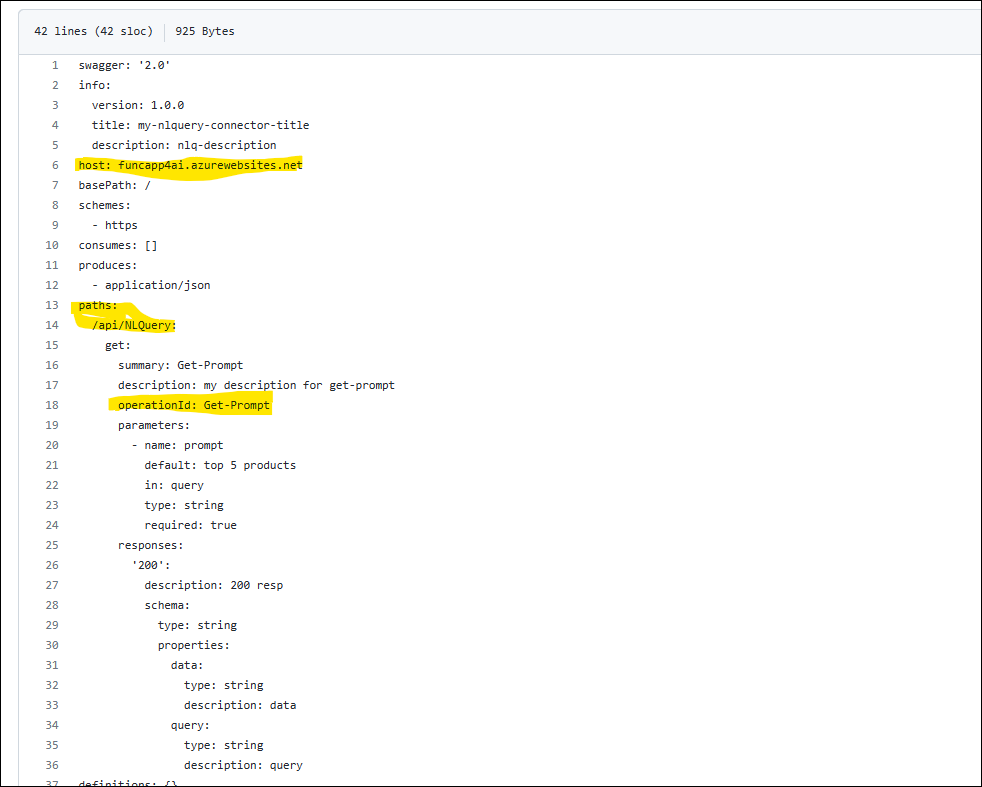 42 lines (42 sloc) 925 Bytes
1 swagger: '2.0'
2 info:
3   version: 1.0.0
4   title: my-nlquery-connector-title
5   description: nlq-description
6 host: funcapp4ai.azurewebsites.net
7 basePath: /
8 schemes:
9   - https
10 consumes: []
11 produces:
12   - application/json
13 paths:
14   /api/NLQuery:
15     get:
16       summary: Get-Prompt
17       description: my description for get-prompt
18       operationId: Get-Prompt
19       parameters:
20         - name: prompt
21           default: top 5 products
22           in: query
23           type: string
24           required: true
25       responses:
26         '200':
27           description: 200 resp
28           schema:
29             type: string
30             properties:
31               data:
32                 type: string
33                 description: data
34               query:
35                 type: string
36                 description: query
37 definitions: {}